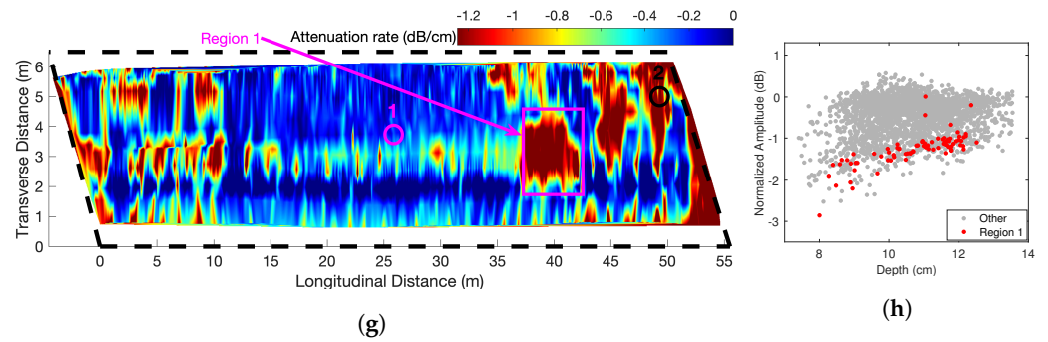 -1.2 -1 -0.8 -0.6 -0.4 -0.2 0
Region 1 Attenuation rate (dB/cm)
Transverse Distance (m)
6
5
4
3
2
1
0
1
2
0 5 10 15 20 25 30 35 40 45 50 55
Longitudinal Distance (m)
(g)
Normalized Amplitude (dB)
1
0
-1
-2
-3
Other
Region 1
8 10 12 14
Depth (cm)
(h)